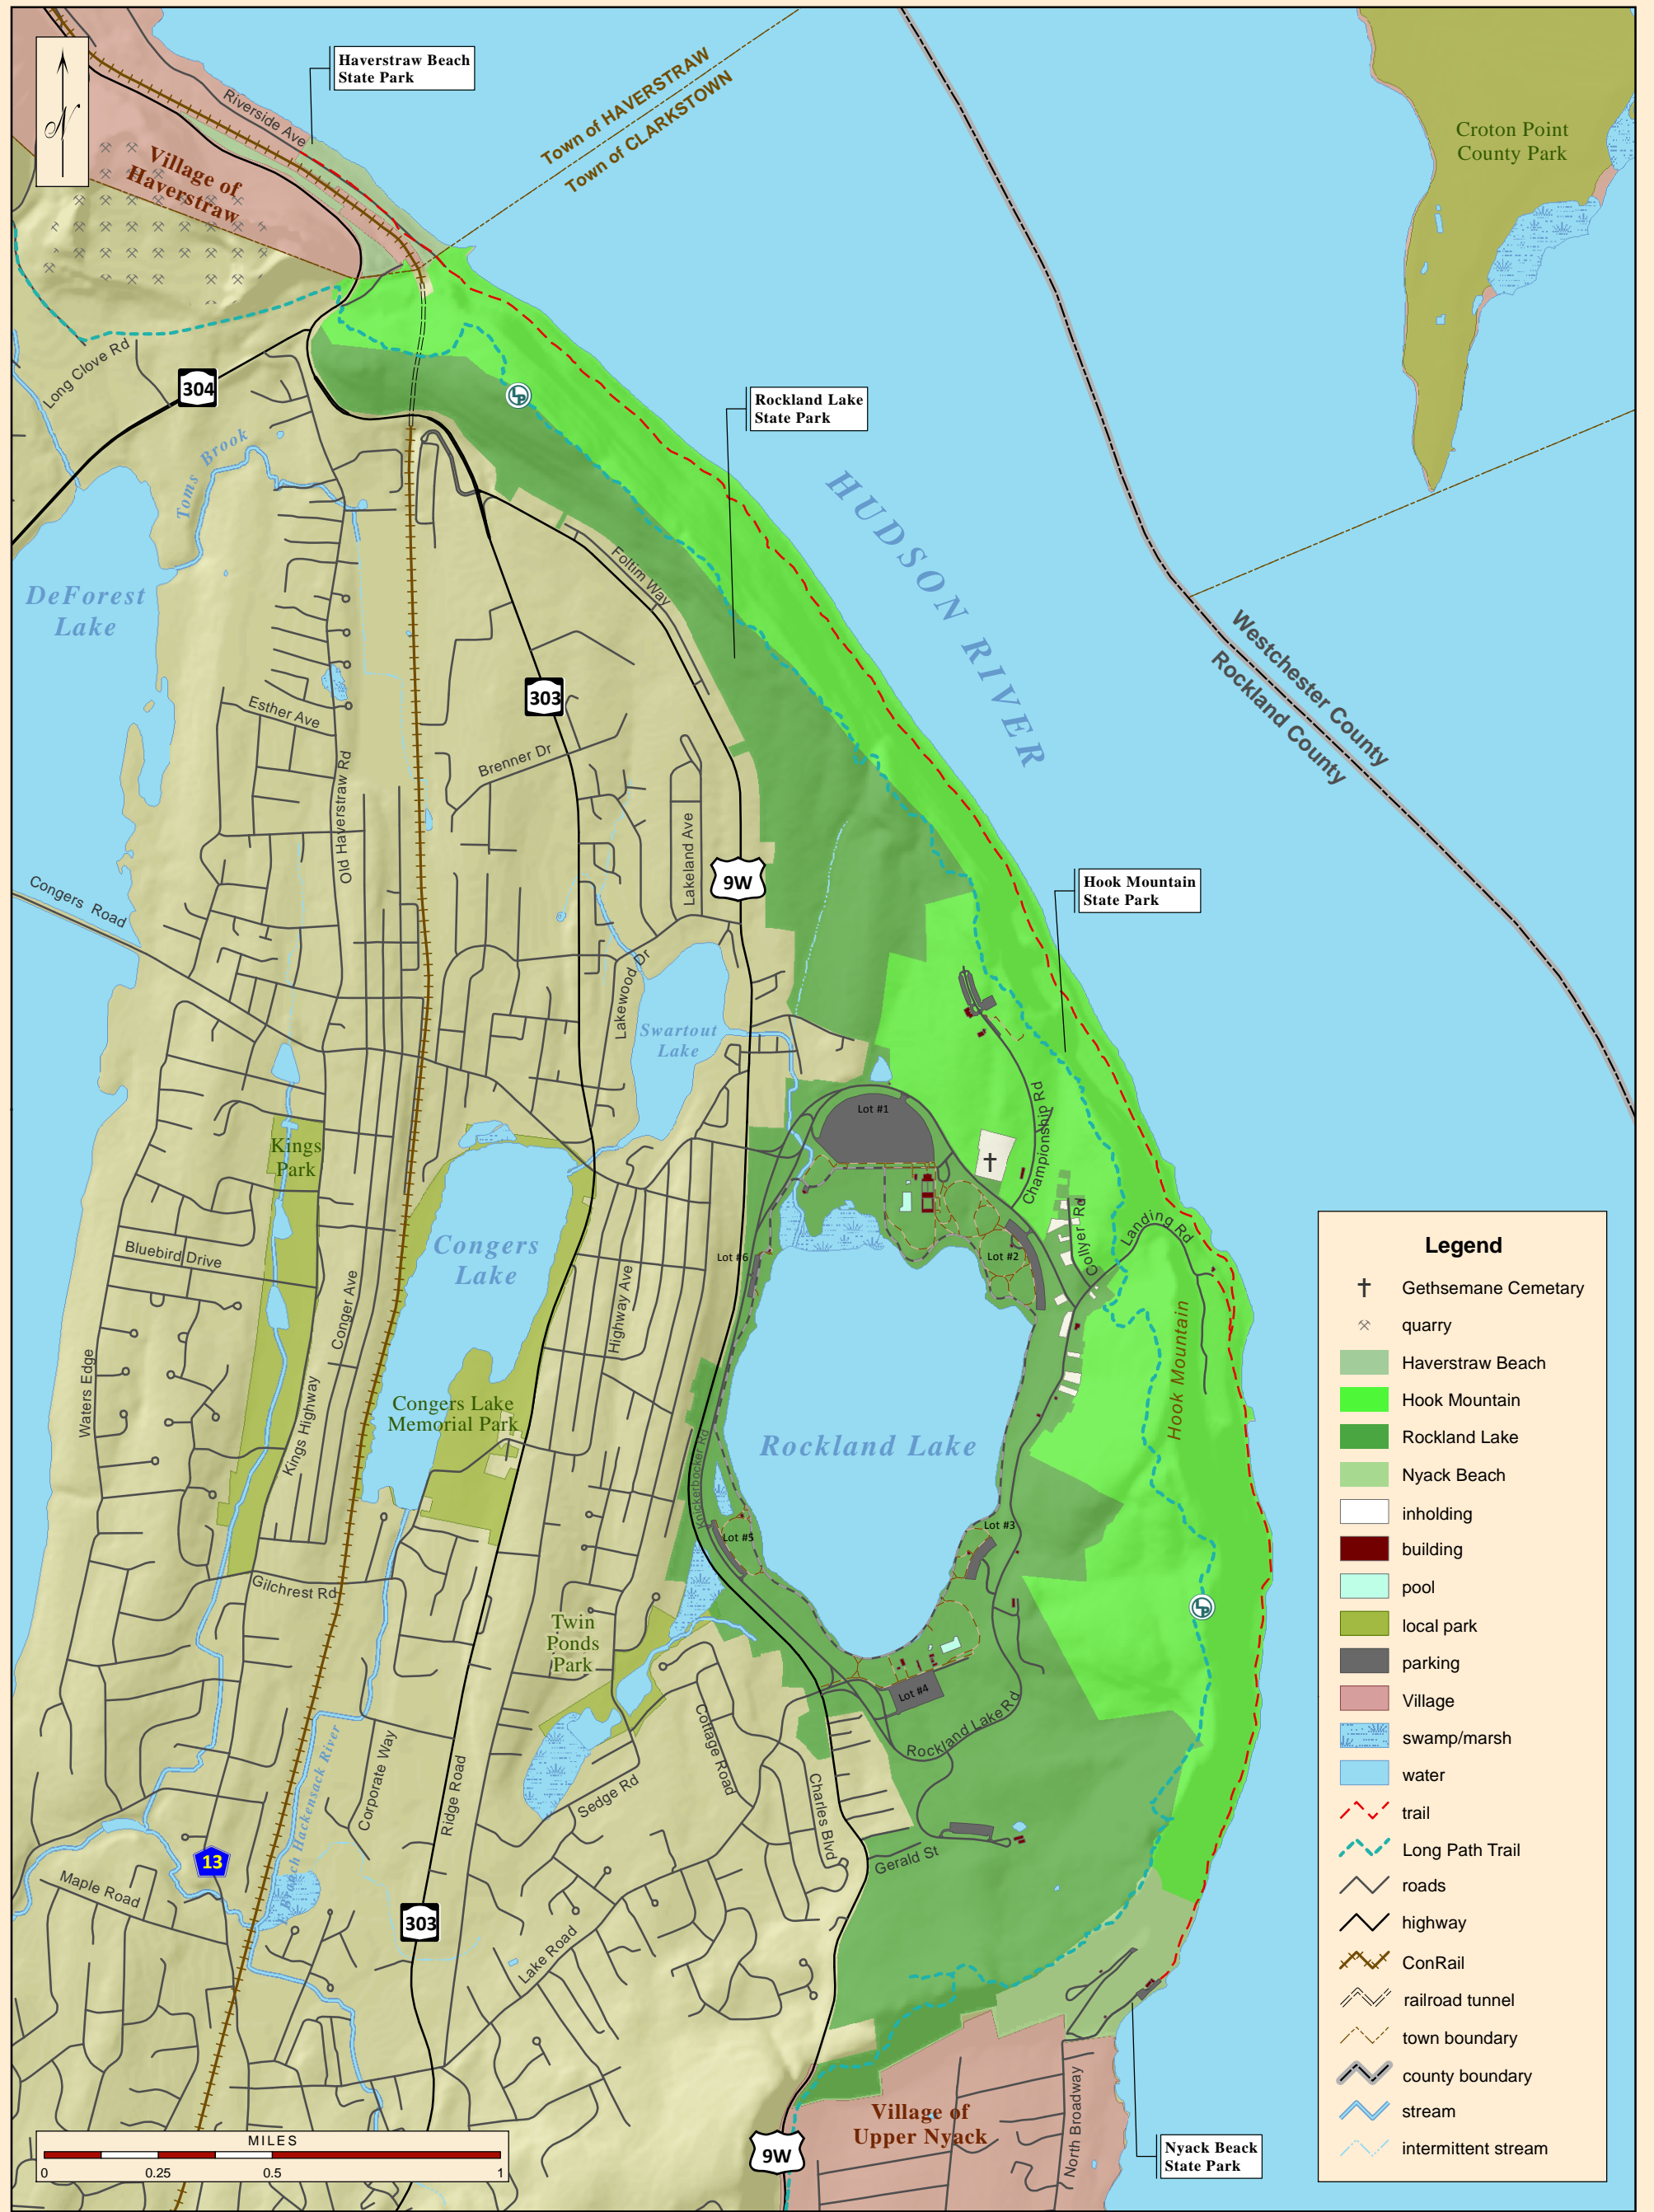 N
Haverstraw Beach
State Park
Riverside Ave
Village of
Haverstraw
Town of HAVERSTRAW
Town of CLARKSTOWN
Croton Point
County Park
Long Clove Rd
304
Toms Brook
DeForest
Lake
Rockland Lake
State Park
HUDSON RIVER
Foltim Way
303
Esther Ave
Brenner Dr
Old Haverstraw Rd
Lakeland Ave
9W
Westchester County
Rockland County
Congers Road
Hook Mountain
State Park
Lakewood Dr
Swartout
Lake
Kings
Park
Lot #1
Championship Rd
Collyer Rd
Landing Rd
Congers
Lake
Bluebird Drive
Conger Ave
Highway Ave
Lot #6
Lot #2
Hook Mountain
Waters Edge
Kings Highway
Congers Lake
Memorial Park
Knickerbocker Rd
Rockland Lake
Lot #5
Lot #3
Gilchrest Rd
Twin
Ponds
Park
Lot #4
Rockland Lake Rd
Cottage Road
Corporate Way
Ridge Road
Sedge Rd
Charles Blvd
Gerald St
E Branch Hackensack River
13
Maple Road
303
Lake Road
Village of
Upper Nyack
North Broadway
9W
Nyack Beack
State Park
MILES
0 0.25 0.5 1
Legend
Gethsemane Cemetary
quarry
Haverstraw Beach
Hook Mountain
Rockland Lake
Nyack Beach
inholding
building
pool
local park
parking
Village
swamp/marsh
water
trail
Long Path Trail
roads
highway
ConRail
railroad tunnel
town boundary
county boundary
stream
intermittent stream
LP
LP